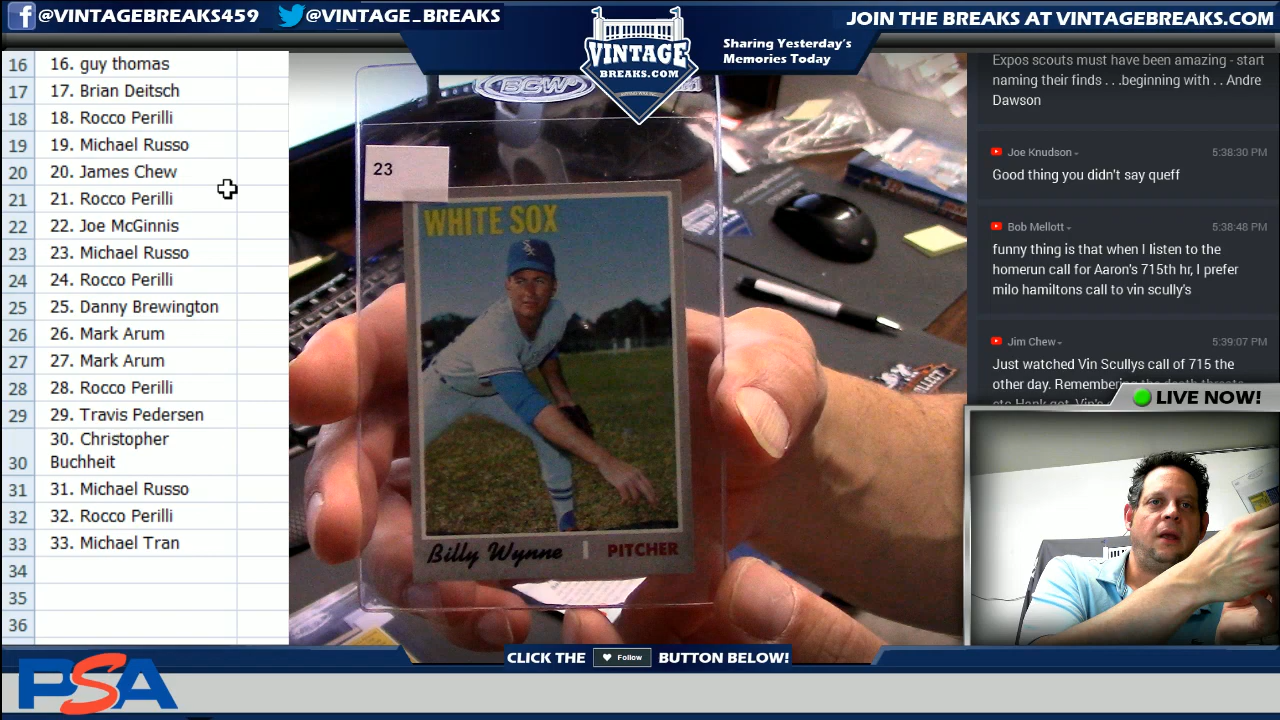 @VINTAGEBREAKS459
@VINTAGE_BREAKS
VINTAGE
BREAKS.COM
Sharing Yesterday's
Memories Today
JOIN THE BREAKS AT VINTAGEBREAKS.COM
16 16. guy thomas
17 17. Brian Deitsch
18 18. Rocco Perilli
19 19. Michael Russo
20 20. James Chew
21 21. Rocco Perilli
22 22. Joe McGinnis
23 23. Michael Russo
24 24. Rocco Perilli
25 25. Danny Brewington
26 26. Mark Arum
27 27. Mark Arum
28 28. Rocco Perilli
29 29. Travis Pedersen
30. Christopher
30 Buchheit
31 31. Michael Russo
32 32. Rocco Perilli
33 33. Michael Tran
34
35
36
BCW
23
WHITE SOX
Billy Wynne | PITCHER
Expos scouts must have been amazing - start
naming their finds . . .beginning with . . Andre
Dawson
Joe Knudson 5:38:30 PM
Good thing you didn't say queff
Bob Mellott 5:38:48 PM
funny thing is that when I listen to the
homerun call for Aaron's 715th hr, I prefer
milo hamiltons call to vin scully's
Jim Chew 5:39:07 PM
Just watched Vin Scullys call of 715 the
other day. Remembering the death threats
LIVE NOW!
CLICK THE Follow BUTTON BELOW!
PSA